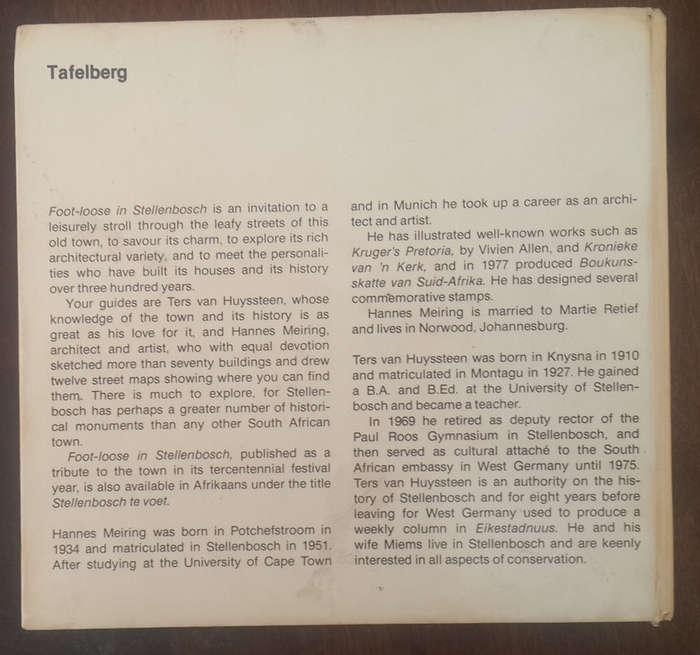 Tafelberg
Foot-loose in Stellenbosch is an invitation to a
leisurely stroll through the leafy streets of this
old town, to savour its charm, to explore its rich
architectural variety, and to meet the personali-
ties who have built its houses and its history
over three hundred years.
Your guides are Ters van Huyssteen, whose
knowledge of the town and its history is as
great as his love for it, and Hannes Meiring,
architect and artist, who with equal devotion
sketched more than seventy buildings and drew
twelve street maps showing where you can find
them. There is much to explore, for Stellen-
bosch has perhaps a greater number of histori-
cal monuments than any other South African
town.
Foot-loose in Stellenbosch, published as a
tribute to the town in its tercentennial festival
year, is also available in Afrikaans under the title
Stellenbosch te voet.
Hannes Meiring was born in Potchefstroom in
1934 and matriculated in Stellenbosch in 1951.
After studying at the University of Cape Town
and in Munich he took up a career as an archi-
tect and artist.
He has illustrated well-known works such as
Kruger's Pretoria, by Vivien Allen, and Kronieke
van 'n Kerk, and in 1977 produced Boukuns-
skatte van Suid-Afrika. He has designed several
commemorative stamps.
Hannes Meiring is married to Martie Retief
and lives in Norwood, Johannesburg.
Ters van Huyssteen was born in Knysna in 1910
and matriculated in Montagu in 1927. He gained
a B.A. and B.Ed. at the University of Stellen-
bosch and became a teacher.
In 1969 he retired as deputy rector of the
Paul Roos Gymnasium in Stellenbosch, and
then served as cultural attaché to the South
African embassy in West Germany until 1975.
Ters van Huyssteen is an authority on the his-
tory of Stellenbosch and for eight years before
leaving for West Germany used to produce a
weekly column in Eikestadnuus. He and his
wife Miems live in Stellenbosch and are keenly
interested in all aspects of conservation.